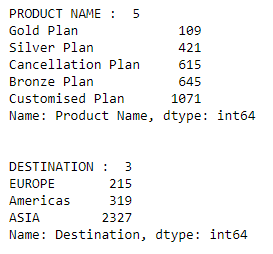 PRODUCT NAME :  5
Gold Plan             109
Silver Plan           421
Cancellation Plan     615
Bronze Plan           645
Customised Plan      1071
Name: Product Name, dtype: int64
DESTINATION :  3
EUROPE       215
Americas     319
ASIA        2327
Name: Destination, dtype: int64